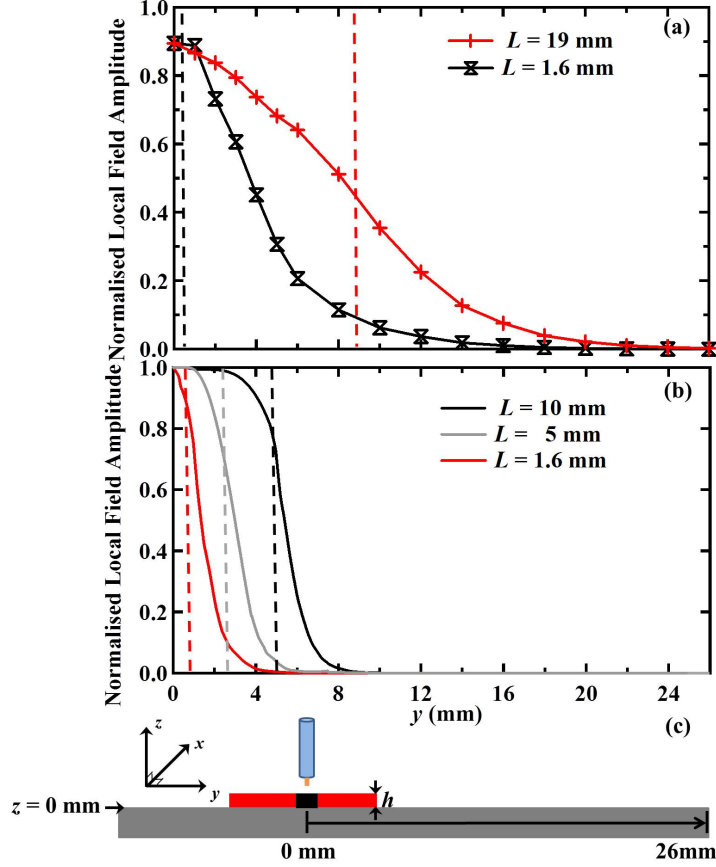 1.0
(a)
0.8
L = 19 mm
L = 1.6 mm
0.6
0.4
0.2
0.0
Normalised Local Field Amplitude
1.0
(b)
0.8
L = 10 mm
L = 5 mm
L = 1.6 mm
0.6
0.4
0.2
0.0
Normalised Local Field Amplitude
0 4 8 12 16 20 24 26
y (mm)
(c)
z
x
y
h
z = 0 mm
0 mm
26mm